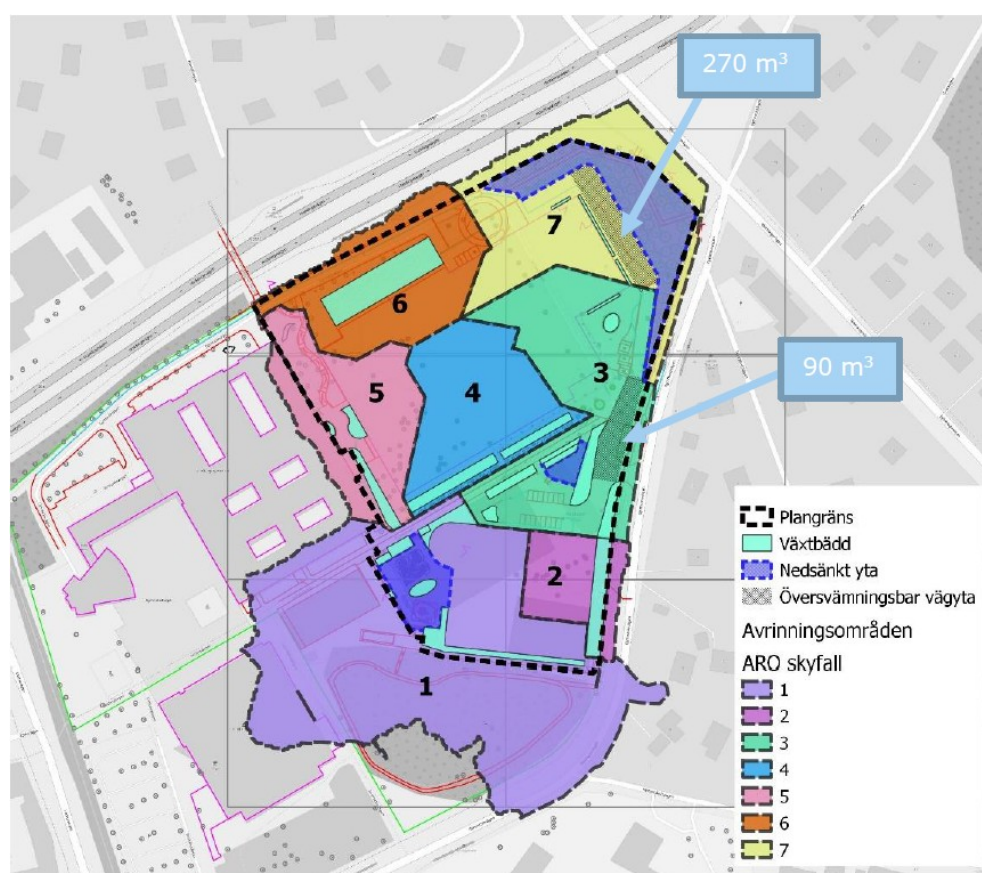 270 m³
7
6
90 m³
3
5
4
2
1
Plangräns
Växtbädd
Nedsänkt yta
Översvämningsbar vägyta
Avrinningsområden
ARO skyfall
1
2
3
4
5
6
7